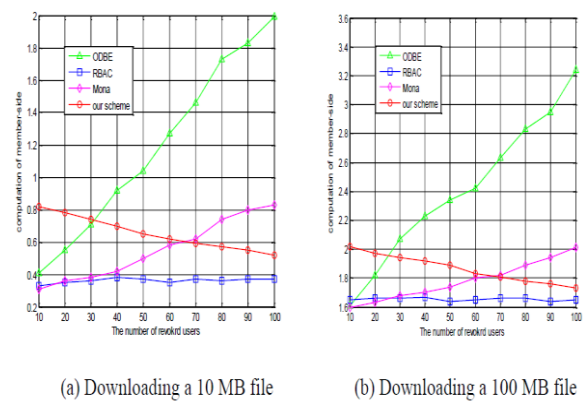 2
1.8
1.6
1.4
1.2
1
0.8
0.6
0.4
0.2
computation of member-side
ODBE
RBAC
Mona
our scheme
10 20 30 40 50 60 70 80 90 100
The number of revokrd users
(a) Downloading a 10 MB file
3.6
3.4
3.2
3
2.8
2.6
2.4
2.2
2.0
1.8
1.6
computation of member-side
ODBE
RBAC
Mona
our scheme
10 20 30 40 50 60 70 80 90 100
The number of revokrd users
(b) Downloading a 100 MB file